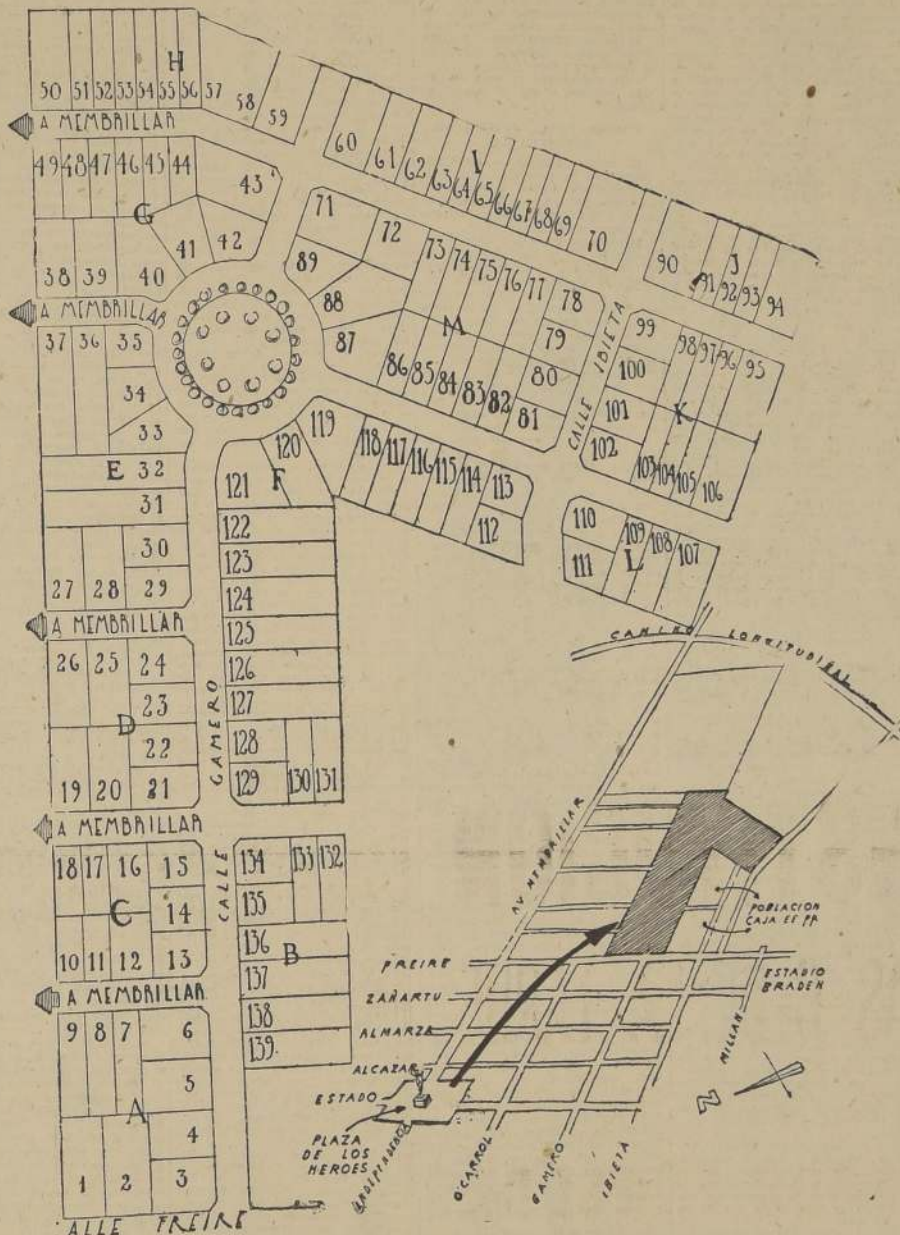 H
50 51 52 53 54 55 56 57 58 59
A MEMBRILLAR
I
60 61 62 63 64 65 66 67 68 69 70
J
90 91 92 93 94
49 48 47 46 45 44 43
G
38 39 40 41 42
A MEMBRILLAR
71 72 73 74 75 76 77 78
89
88
87
M
79
80
86 85 84 83 82 81
CALLE IBIETA
99 98 97 96 95
100
101
K
102 103 104 105 106
37 36 35
34
33
E 32
31
30
27 28 29
A MEMBRILLAR
121 120 119 118 117 116 115 114 113
F
112
122
123
124
125
126
127
128
129 130 131
110 109 108 107
111 L
26 25 24
23
D
22
19 20 21
A MEMBRILLAR
CALLE GAMERO
18 17 16 15
C 14
10 11 12 13
A MEMBRILLAR
134 133 132
135
136
B
137
138
139
9 8 7 6
5
A
4
1 2 3
ALLE FREIRE
CAMINO LONGITUDINAL
AV MEMBRILLAR
POBLACION
CAJA EE PP
FREIRE
ZAÑARTU
ALMARZA
ALCAZAR
ESTADO
PLAZA
DE LOS
HEROES
ESTADIO
BRADEN
MILLAN
N
O'CARROL
GAMERO
IBIETA